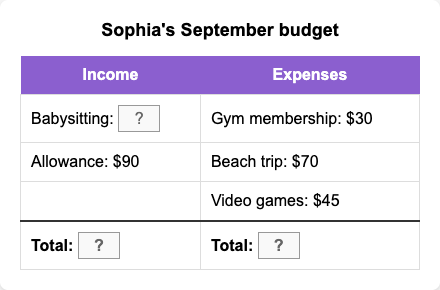 Sophia's September budget
Income Expenses
Babysitting: ? Gym membership: $30
Allowance: $90 Beach trip: $70
Video games: $45
Total: ? Total: ?